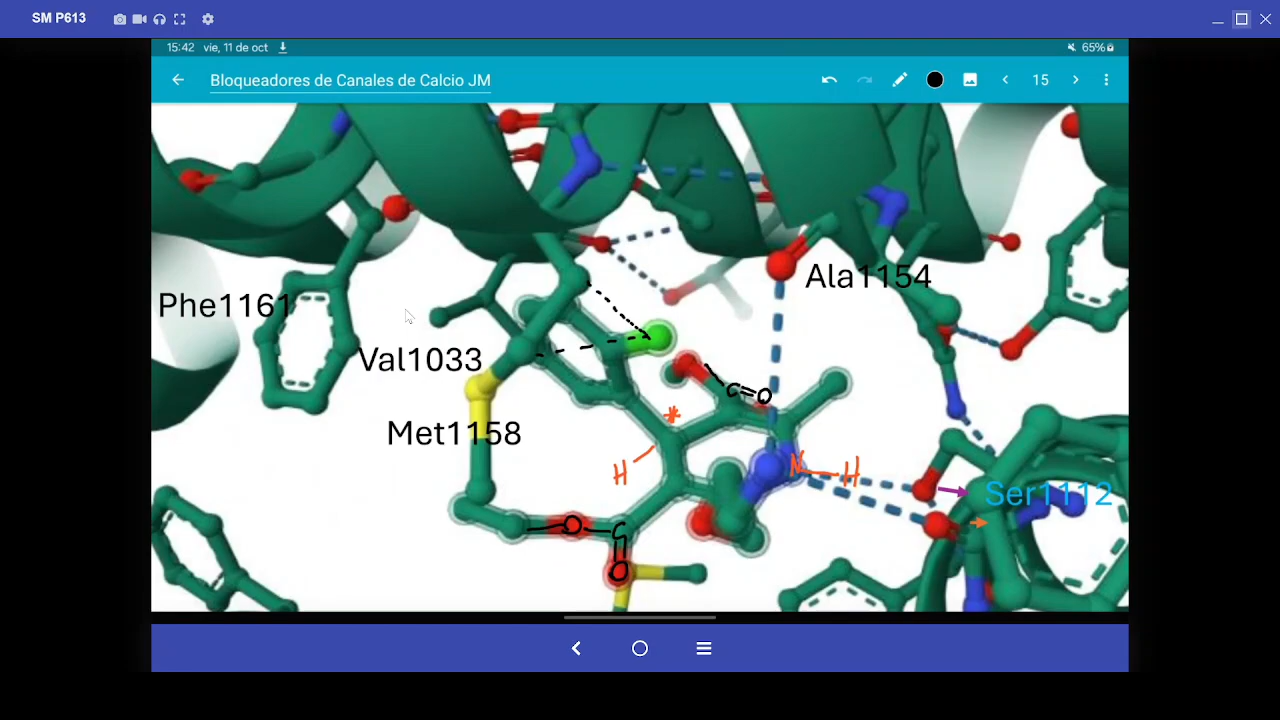 SM P613
15:42 vie, 11 de oct 65%
Bloqueadores de Canales de Calcio JM 15
Ala1154
Phe1161
Val1033
C=O
*
Met1158
H
N-H
Ser1112
O-C
O